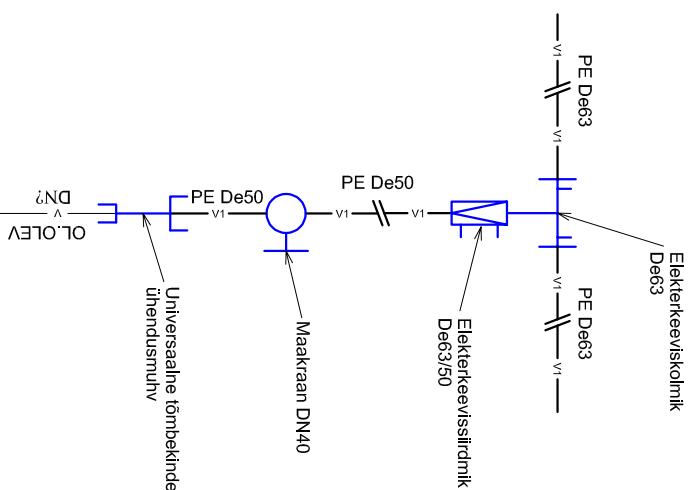 V1
PE De63
V1
Elekterkeeviskolmik
De63
PE De50
V1
V1
PE De50
V1
DN?
V
OL.OLEV
V1
PE De63
V1
Elekterkeevissiirdmik
De63/50
Maakraan DN40
Universaalne tõmbekinde
ühendusmuhv